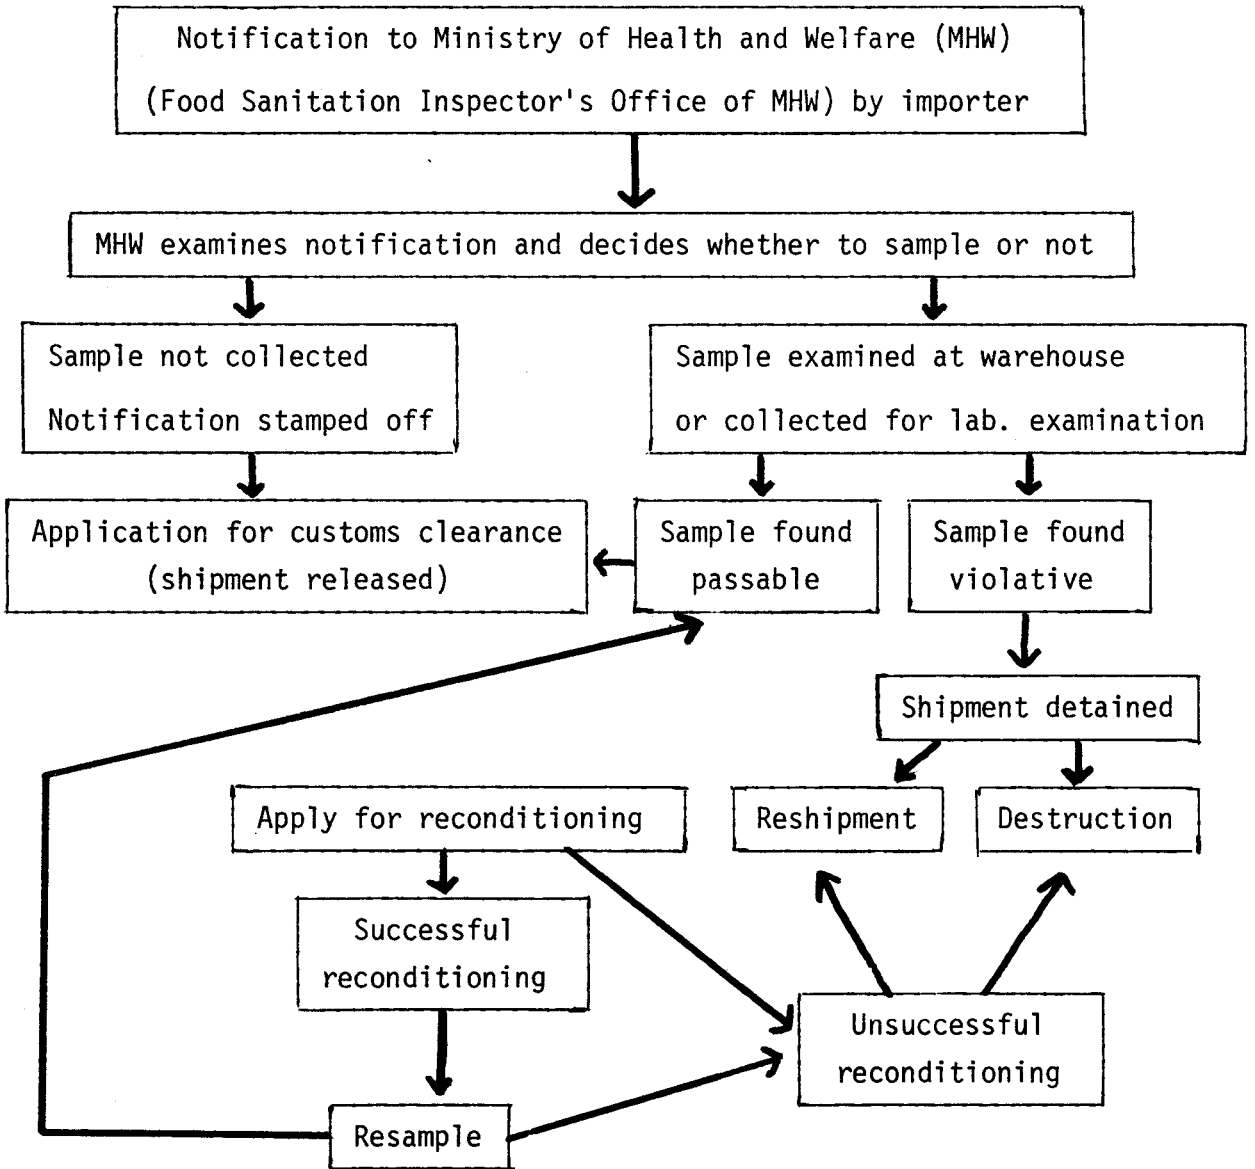 Notification to Ministry of Health and Welfare (MHW)
(Food Sanitation Inspector's Office of MHW) by importer
MHW examines notification and decides whether to sample or not
Sample not collected
Notification stamped off
Sample examined at warehouse
or collected for lab. examination
Application for customs clearance
(shipment released)
Sample found
passable
Sample found
violative
Shipment detained
Apply for reconditioning
Reshipment
Destruction
Successful
reconditioning
Unsuccessful
reconditioning
Resample